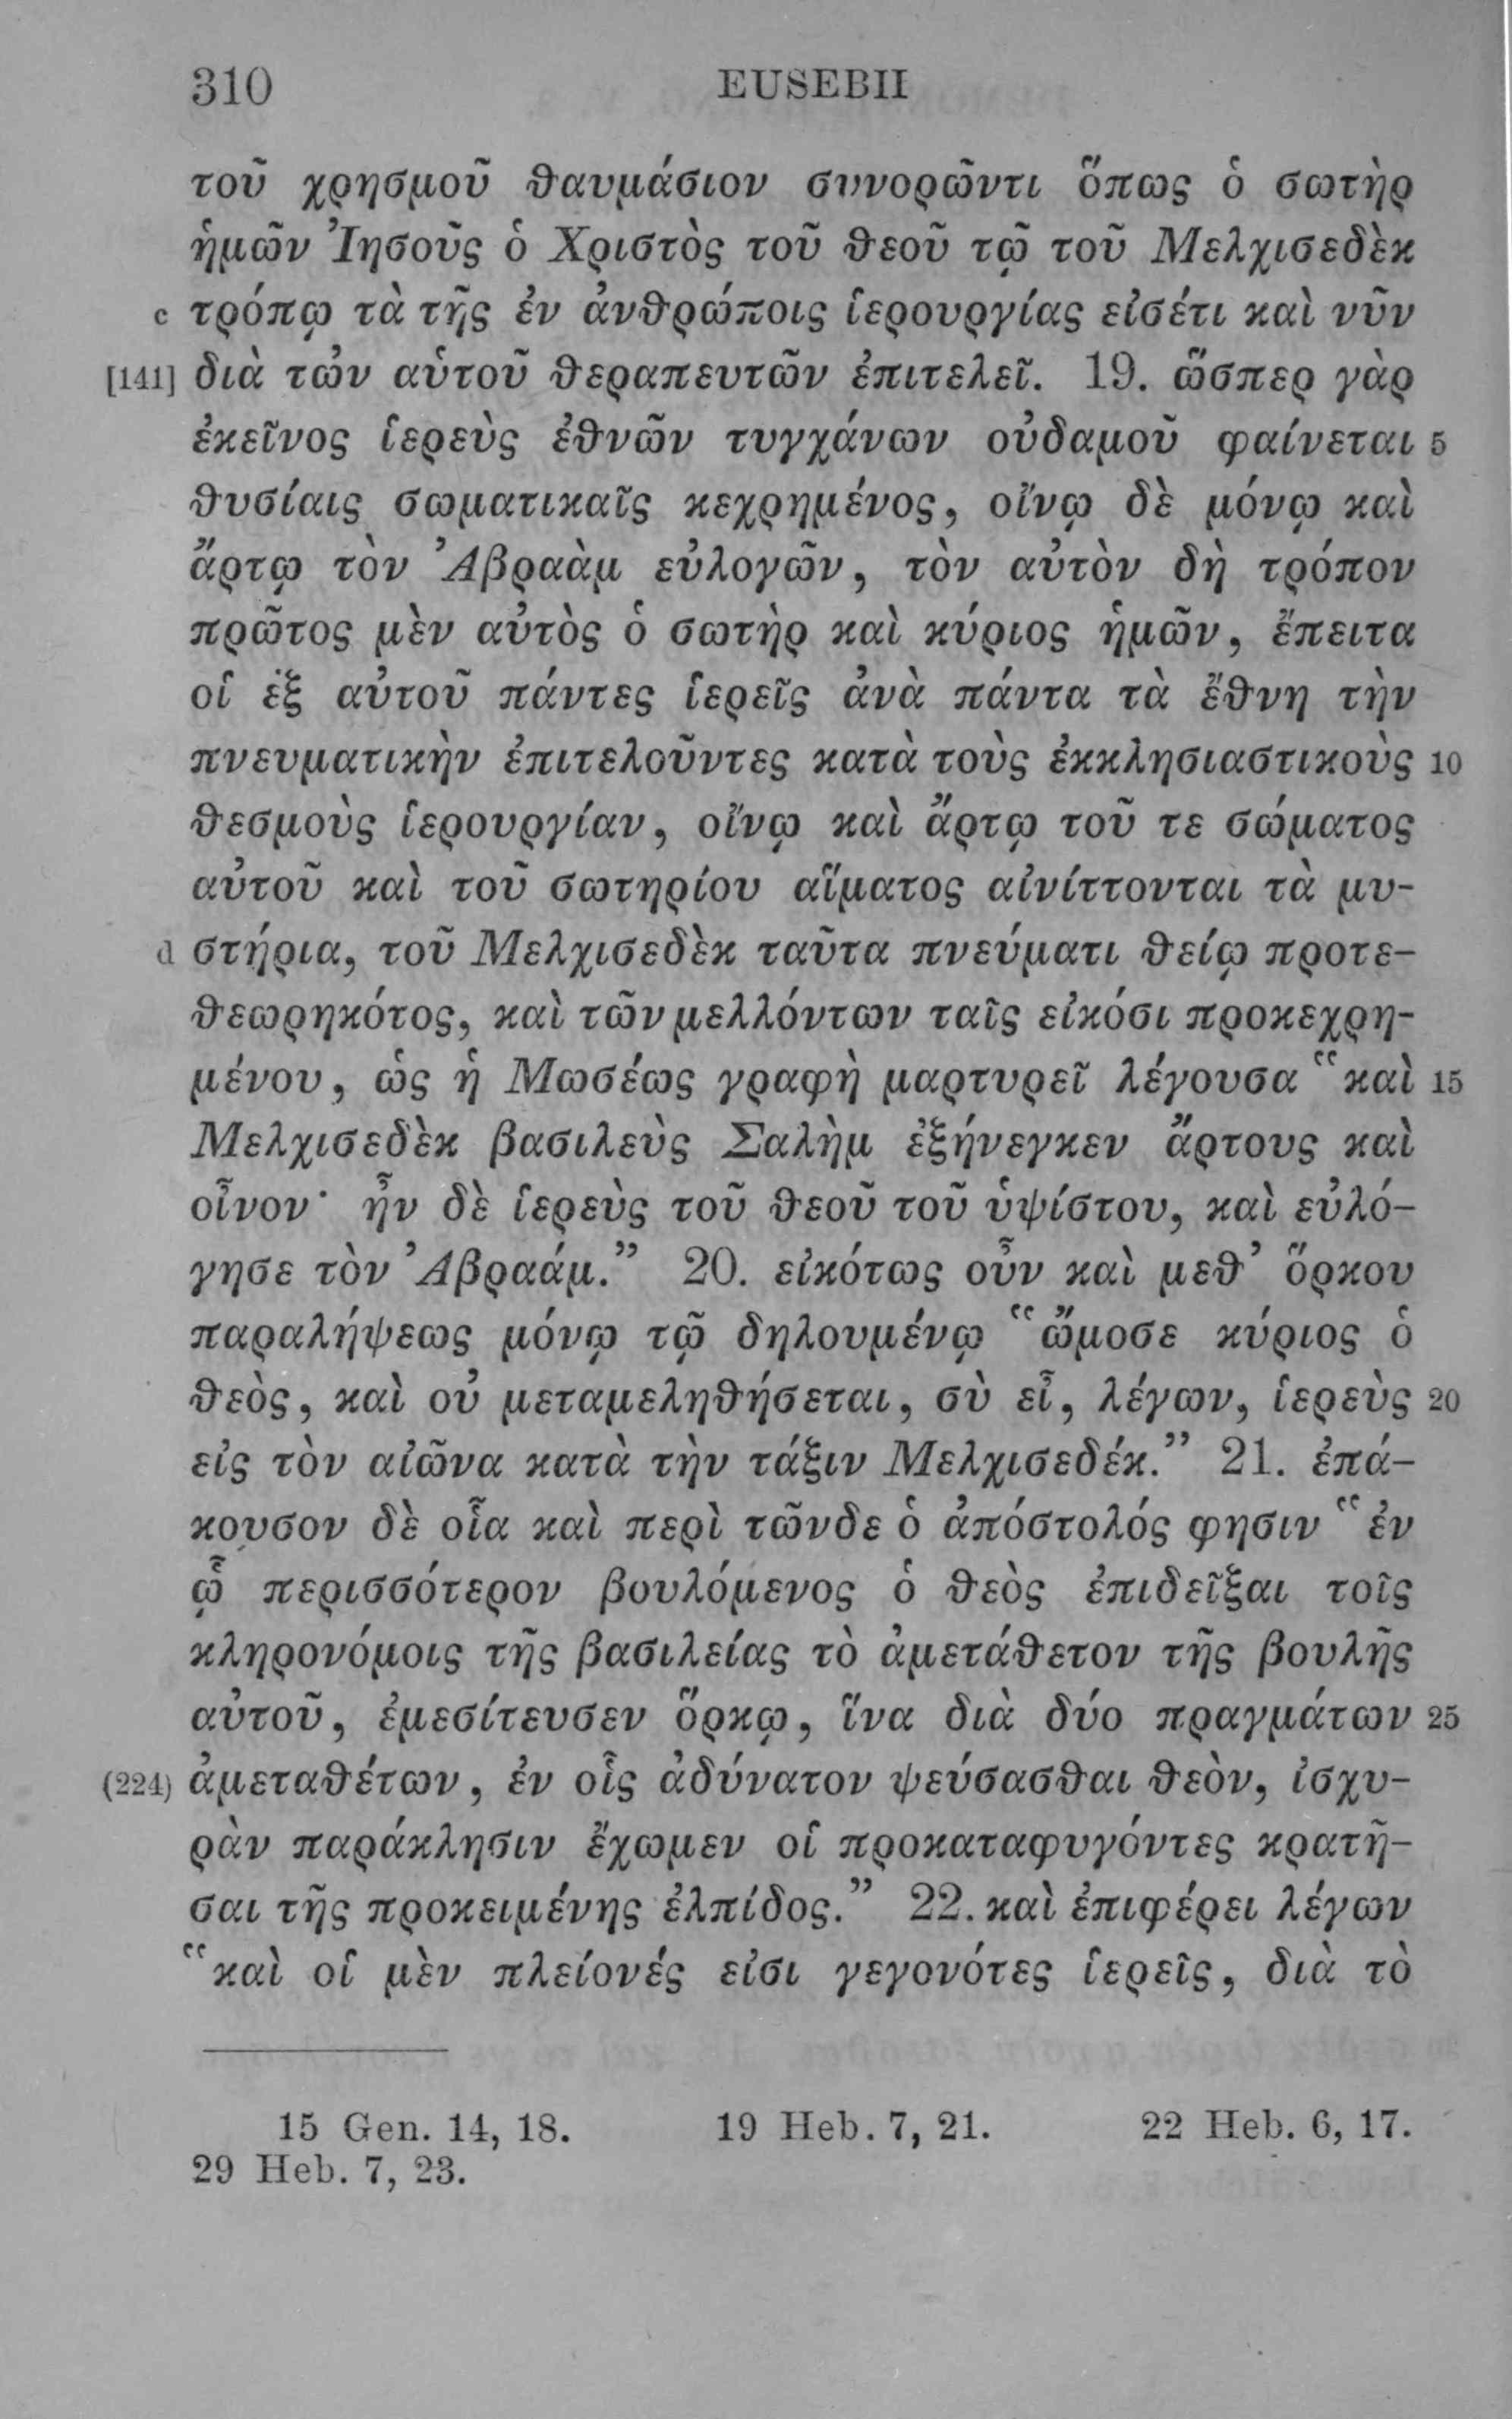 310 EUSEBII
τοῦ χρησμοῦ θαυμάσιον συνορῶντι ὅπως ὁ σωτὴρ
ἡμῶν Ἰησοῦς ὁ Χριστὸς τοῦ θεοῦ τῷ τοῦ Μελχισεδὲκ
c τρόπῳ τὰ τῆς ἐν ἀνθρώποις ἱερουργίας εἰσέτι καὶ νῦν
[141] διὰ τῶν αὑτοῦ θεραπευτῶν ἐπιτελεῖ. 19. ὥσπερ γὰρ
ἐκεῖνος ἱερεὺς ἐθνῶν τυγχάνων οὐδαμοῦ φαίνεται 5
θυσίαις σωματικαῖς κεχρημένος, οἴνῳ δὲ μόνῳ καὶ
ἄρτῳ τὸν Ἀβραὰμ εὐλογῶν, τὸν αὐτὸν δὴ τρόπον
πρῶτος μὲν αὐτὸς ὁ σωτὴρ καὶ κύριος ἡμῶν, ἔπειτα
οἱ ἐξ αὐτοῦ πάντες ἱερεῖς ἀνὰ πάντα τὰ ἔθνη τὴν
πνευματικὴν ἐπιτελοῦντες κατὰ τοὺς ἐκκλησιαστικοὺς 10
θεσμοὺς ἱερουργίαν, οἴνῳ καὶ ἄρτῳ τοῦ τε σώματος
αὐτοῦ καὶ τοῦ σωτηρίου αἵματος αἰνίττονται τὰ μυ-
d στήρια, τοῦ Μελχισεδὲκ ταῦτα πνεύματι θείῳ προτε-
θεωρηκότος, καὶ τῶν μελλόντων ταῖς εἰκόσι προκεχρη-
μένου, ὡς ἡ Μωσέως γραφὴ μαρτυρεῖ λέγουσα “καὶ 15
Μελχισεδὲκ βασιλεὺς Σαλὴμ ἐξήνεγκεν ἄρτους καὶ
οἶνον· ἦν δὲ ἱερεὺς τοῦ θεοῦ τοῦ ὑψίστου, καὶ εὐλό-
γησε τὸν Ἀβραάμ.” 20. εἰκότως οὖν καὶ μεθ’ ὅρκου
παραλήψεως μόνῳ τῷ δηλουμένῳ “ὤμοσε κύριος ὁ
θεὸς, καὶ οὐ μεταμεληθήσεται, σὺ εἶ, λέγων, ἱερεὺς 20
εἰς τὸν αἰῶνα κατὰ τὴν τάξιν Μελχισεδέκ.” 21. ἐπά-
κουσον δὲ οἷα καὶ περὶ τῶνδε ὁ ἀπόστολός φησιν “ἐν
ᾧ περισσότερον βουλόμενος ὁ θεὸς ἐπιδεῖξαι τοῖς
κληρονόμοις τῆς βασιλείας τὸ ἀμετάθετον τῆς βουλῆς
αὐτοῦ, ἐμεσίτευσεν ὅρκῳ, ἵνα διὰ δύο πραγμάτων 25
(224) ἀμεταθέτων, ἐν οἷς ἀδύνατον ψεύσασθαι θεὸν, ἰσχυ-
ρὰν παράκλησιν ἔχωμεν οἱ προκαταφυγόντες κρατῆ-
σαι τῆς προκειμένης ἐλπίδος.” 22. καὶ ἐπιφέρει λέγων
“καὶ οἱ μὲν πλείονές εἰσι γεγονότες ἱερεῖς, διὰ τὸ
15 Gen. 14, 18. 19 Heb. 7, 21. 22 Heb. 6, 17.
29 Heb. 7, 23.